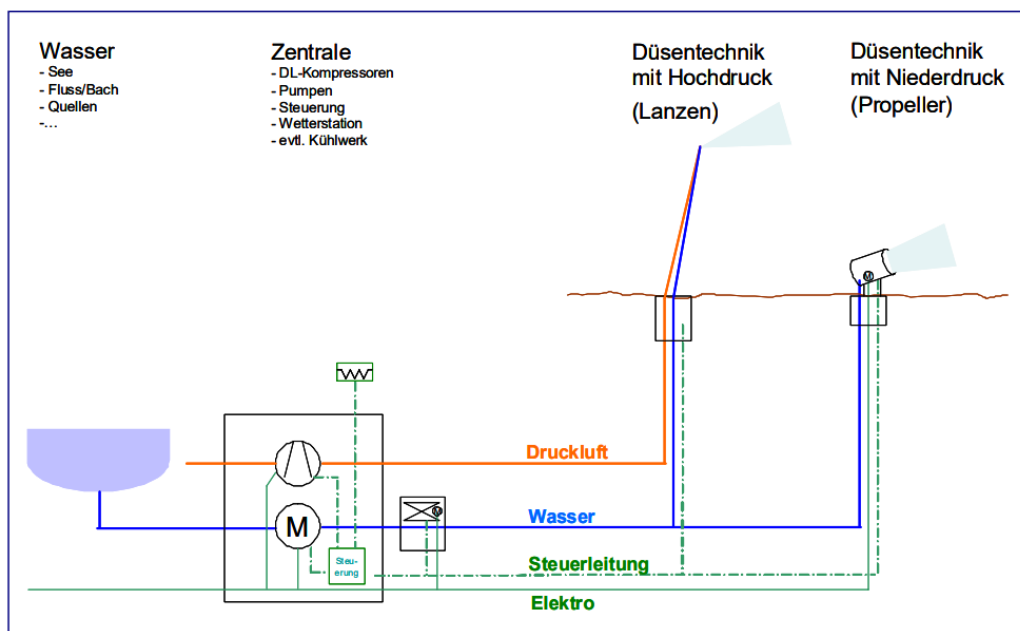 Wasser
- See
- Fluss/Bach
- Quellen
-...
Zentrale
- DL-Kompressoren
- Pumpen
- Steuerung
- Wetterstation
- evtl. Kühlwerk
Düsentechnik
mit Hochdruck
(Lanzen)
Düsentechnik
mit Niederdruck
(Propeller)
M
Druckluft
M
Wasser
Steu-
erung
Steuerleitung
Elektro